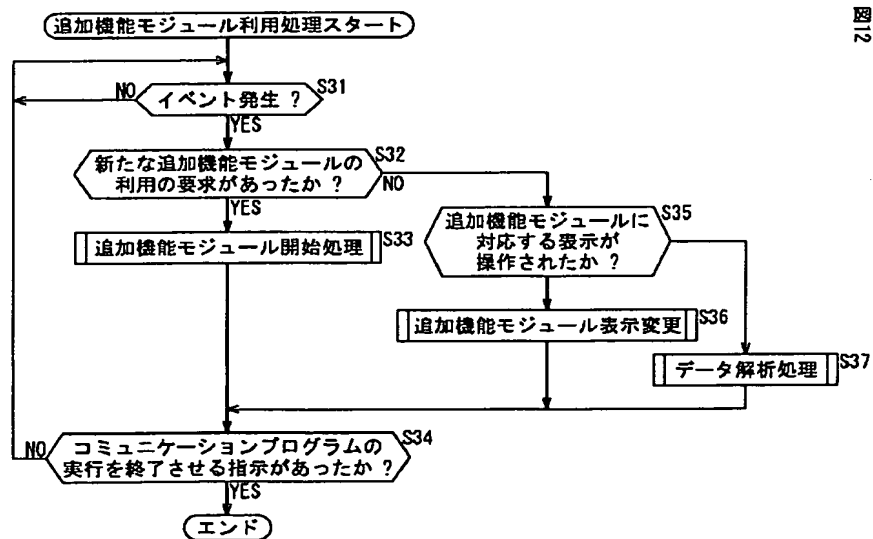 図12
追加機能モジュール利用処理スタート
NO
イベント発生 ?
S31
YES
新たな追加機能モジュールの
利用の要求があったか ?
S32
NO
YES
追加機能モジュール開始処理
S33
追加機能モジュールに
対応する表示が
操作されたか ?
S35
追加機能モジュール表示変更
S36
データ解析処理
S37
NO
コミュニケーションプログラムの
実行を終了させる指示があったか ?
S34
YES
エンド